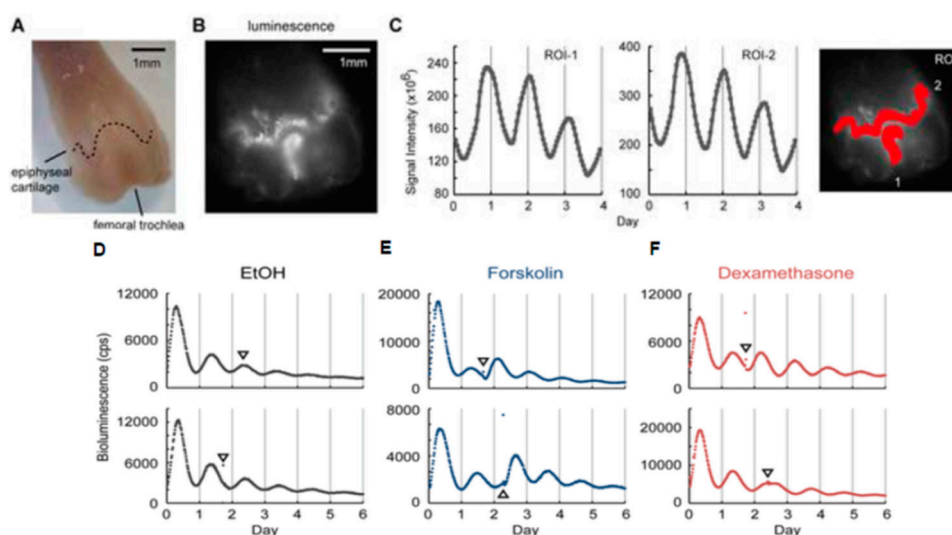 A
1mm
epiphyseal
cartilage
femoral trochlea
B
luminescence
1mm
C
Signal Intensity (x10⁶)
240
200
160
120
80
ROI-1
0 1 2 3 4
400
300
200
100
ROI-2
0 1 2 3 4
Day
RO
2
1
D
EtOH
Bioluminescence (cps)
12000
6000
0
12000
6000
0
0 1 2 3 4 5 6
Day
E
Forskolin
20000
10000
0
8000
4000
0
0 1 2 3 4 5 6
Day
F
Dexamethasone
12000
6000
0
20000
10000
0
0 1 2 3 4 5 6
Day